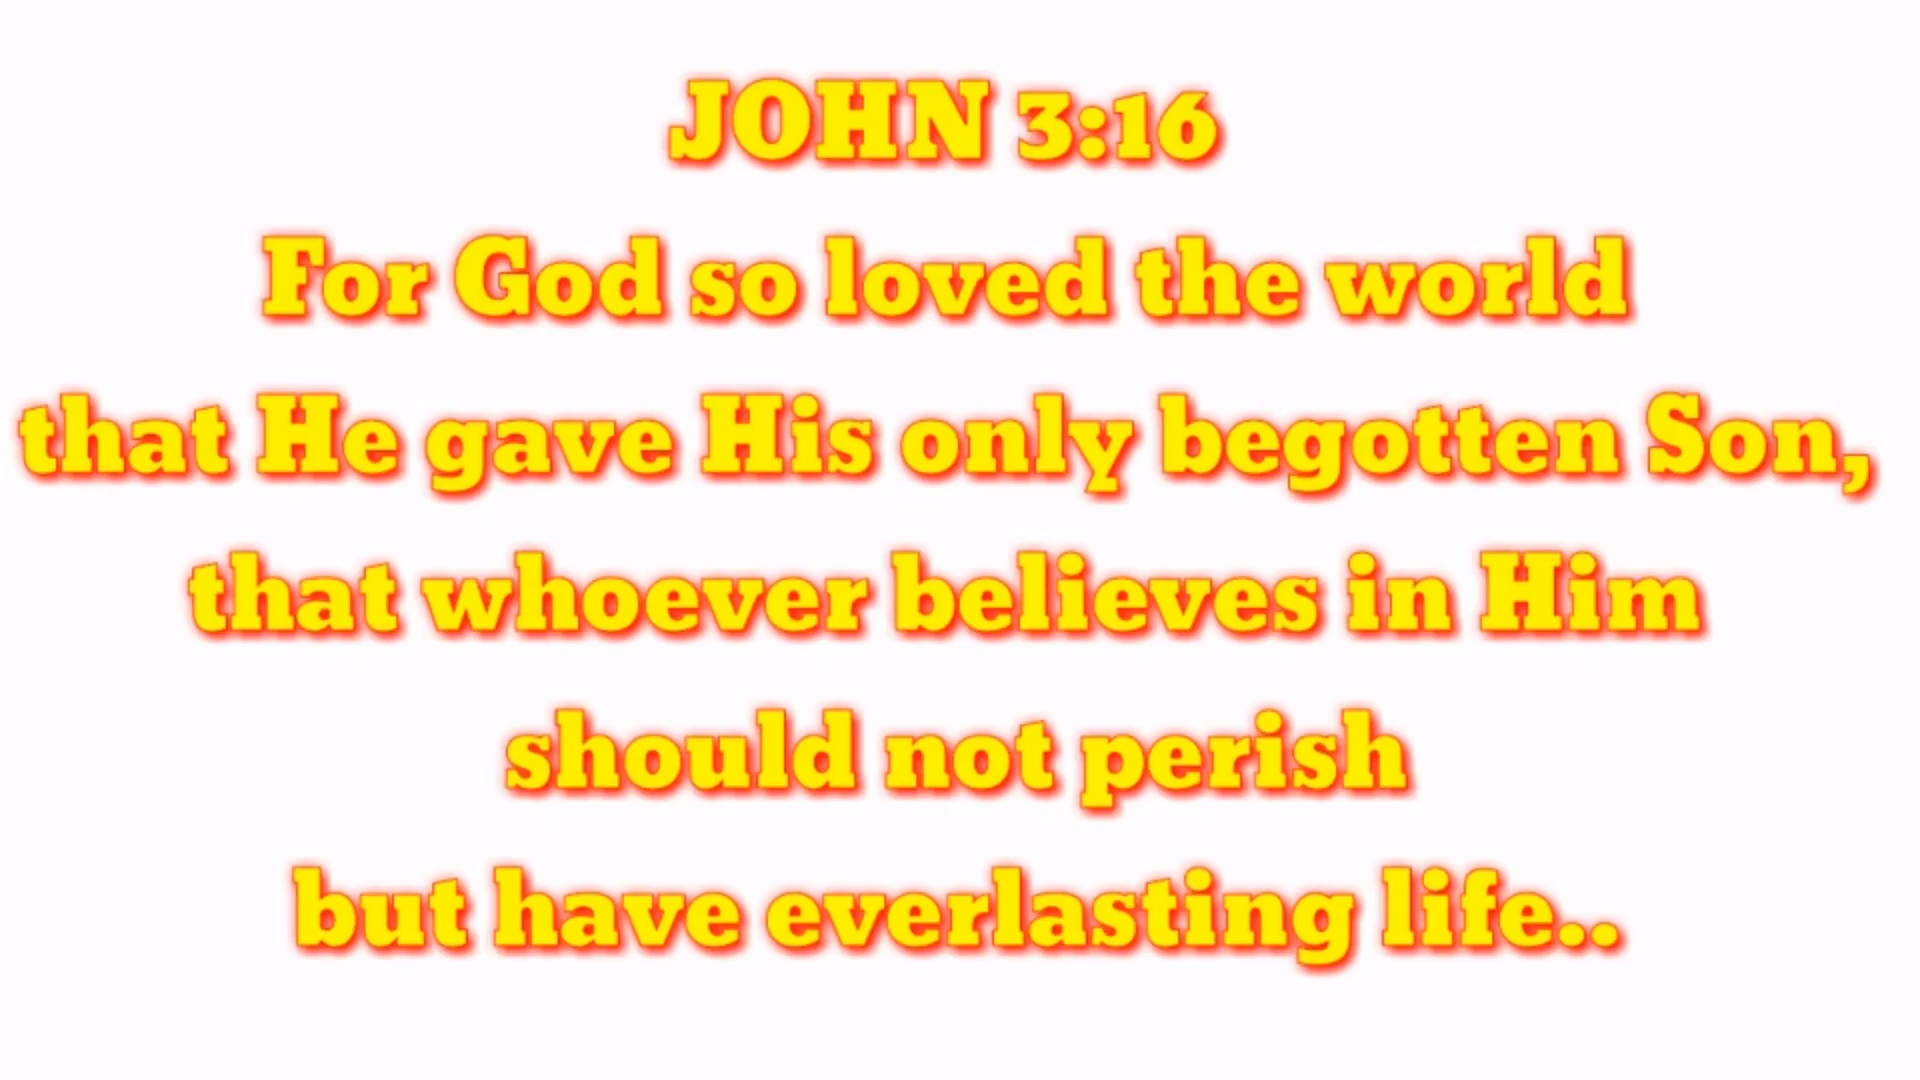 JOHN 3:16
For God so loved the world
that He gave His only begotten Son,
that whoever believes in Him
should not perish
but have everlasting life..